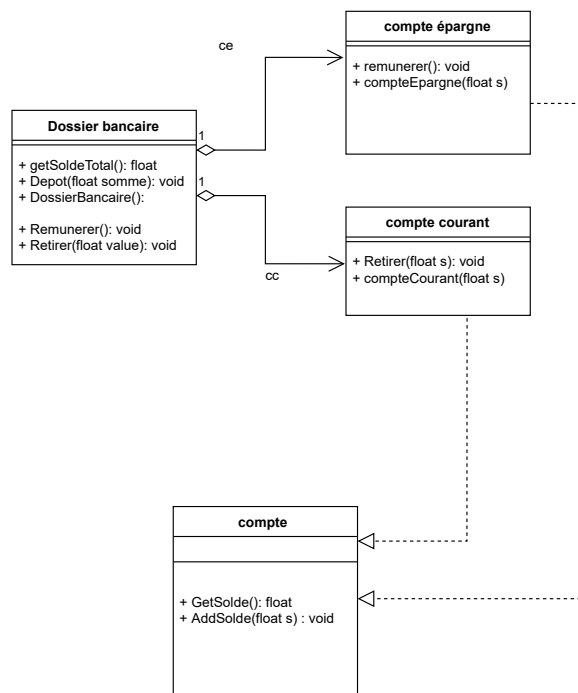 compte épargne
+ remunerer(): void
+ compteEpargne(float s)
ce
Dossier bancaire
1
+ getSoldeTotal(): float
+ Depot(float somme): void
+ DossierBancaire():
+ Remunerer(): void
+ Retirer(float value): void
1
cc
compte courant
+ Retirer(float s): void
+ compteCourant(float s)
compte
+ GetSolde(): float
+ AddSolde(float s) : void